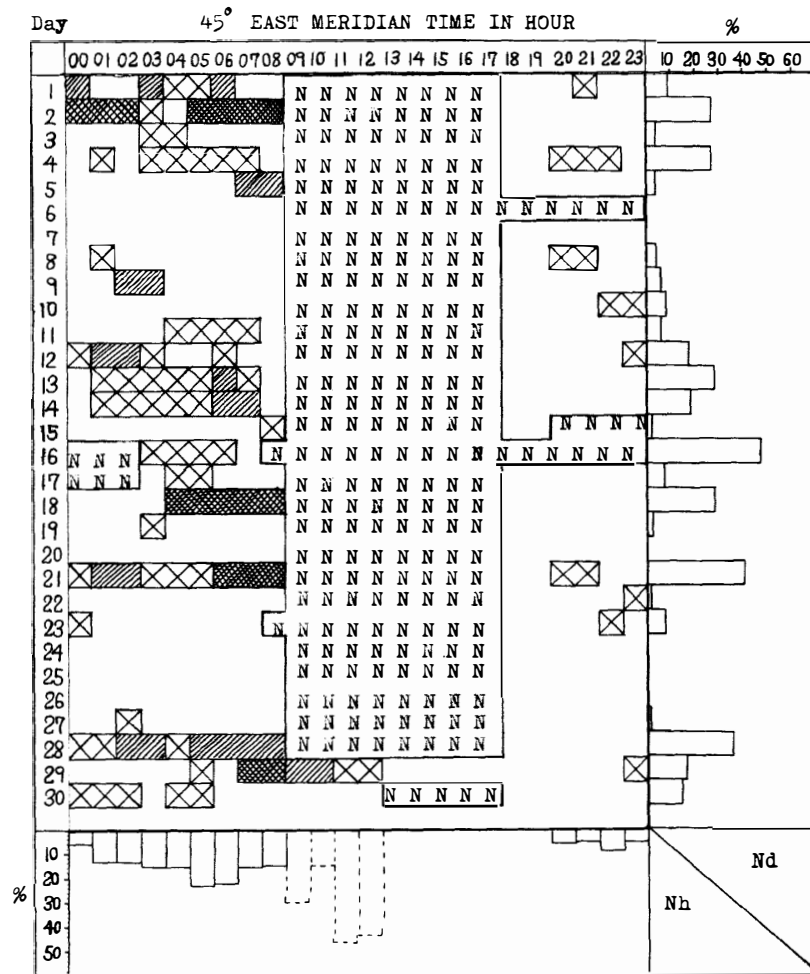 Day 45° EAST MERIDIAN TIME IN HOUR %
00 01 02 03 04 05 06 07 08 09 10 11 12 13 14 15 16 17 18 19 20 21 22 23 10 20 30 40 50 60
1 N N N N N N N N
2 N N N N N N N N
3 N N N N N N N N
4 N N N N N N N N
5 N N N N N N N N
6 N N N N N N N N N N N N N N
7 N N N N N N N N
8 N N N N N N N N
9 N N N N N N N N
10 N N N N N N N N
11 N N N N N N N N
12 N N N N N N N N
13 N N N N N N N N
14 N N N N N N N N
15 N N N N N N N N N N N N
16 N N N N N N N N N N N N N N N N N N
17 N N N N N N N N N N N
18 N N N N N N N N
19 N N N N N N N N
20 N N N N N N N N
21 N N N N N N N N
22 N N N N N N N N
23 N N N N N N N N N
24 N N N N N N N N
25 N N N N N N N N
26 N N N N N N N N
27 N N N N N N N N
28 N N N N N N N N
29
30 N N N N N
10
20
% 30
40
50
Nd
Nh